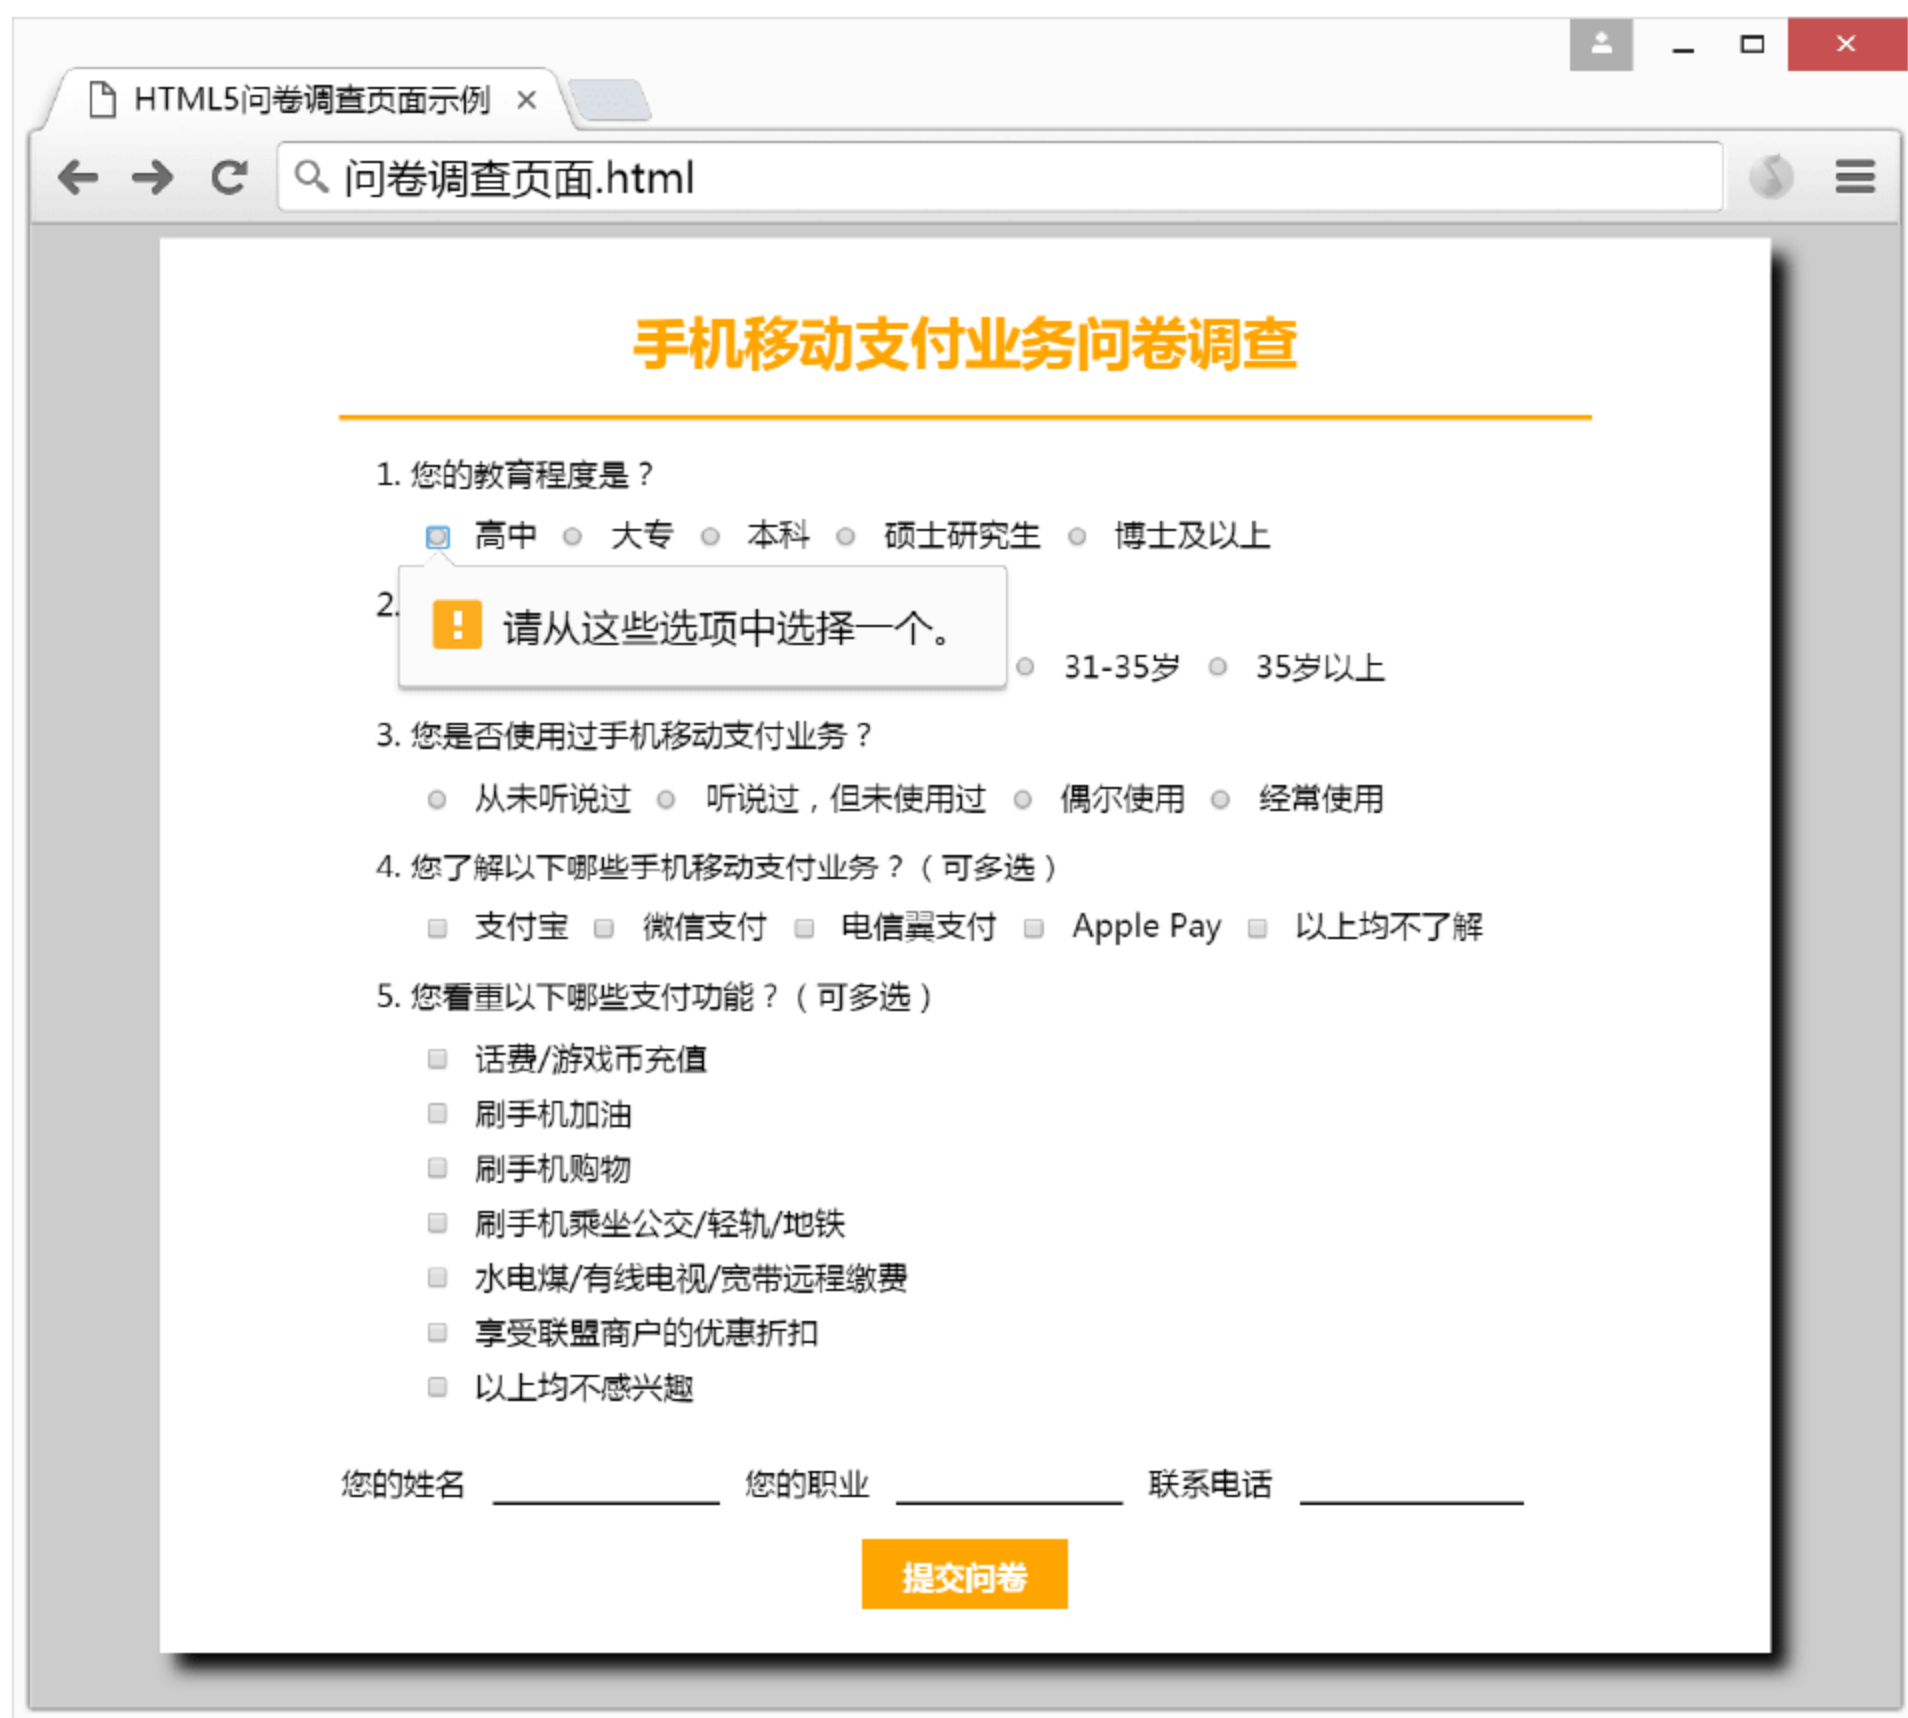 HTML5问卷调查页面示例
问卷调查页面.html
手机移动支付业务问卷调查
1. 您的教育程度是？
高中 大专 本科 硕士研究生 博士及以上
2.
请从这些选项中选择一个。
31-35岁 35岁以上
3. 您是否使用过手机移动支付业务？
从未听说过 听说过，但未使用过 偶尔使用 经常使用
4. 您了解以下哪些手机移动支付业务？（可多选）
支付宝 微信支付 电信翼支付 Apple Pay 以上均不了解
5. 您看重以下哪些支付功能？（可多选）
话费/游戏币充值
刷手机加油
刷手机购物
刷手机乘坐公交/轻轨/地铁
水电煤/有线电视/宽带远程缴费
享受联盟商户的优惠折扣
以上均不感兴趣
您的姓名 您的职业 联系电话
提交问卷